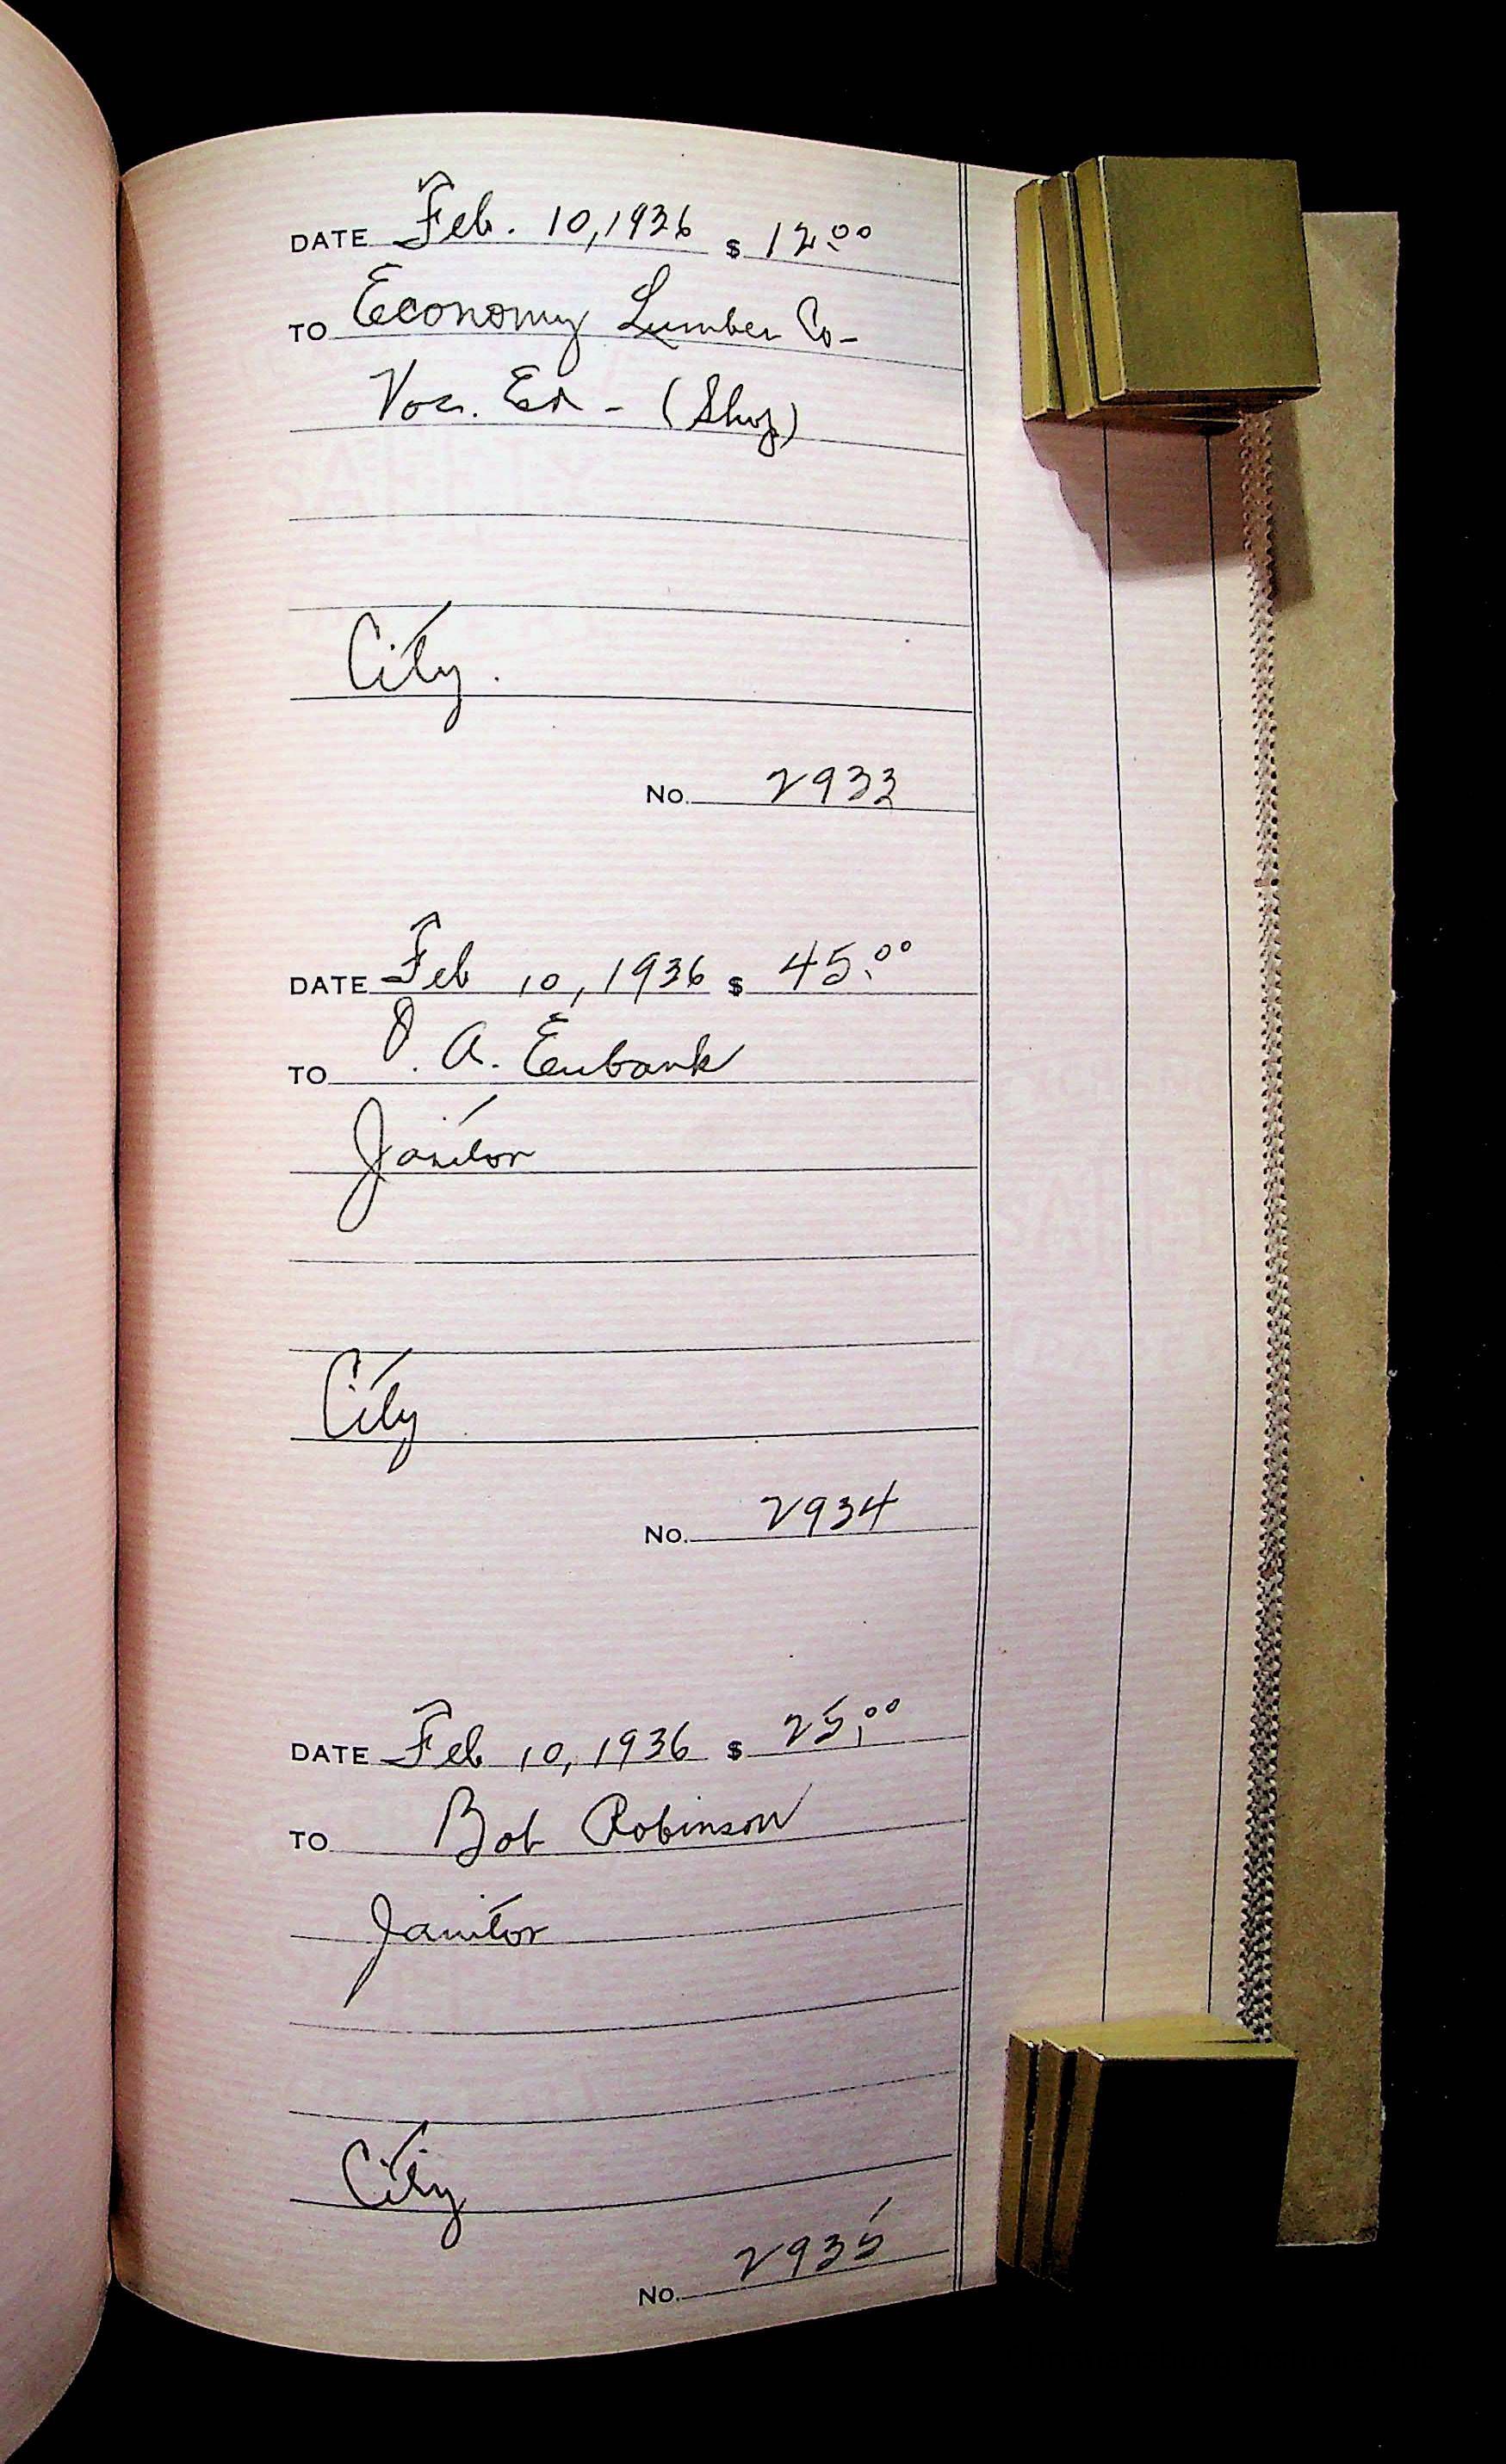 DATE Feb. 10, 1936 $ 12.00
TO Economy Lumber Co-
Voc. Ed - (Shop)
City.
No. 2933
DATE Feb 10, 1936 $ 45.00
TO A. Eubank
Janitor
City
No. 2934
DATE Feb 10, 1936 $ 25.00
TO Bob Robinson
Janitor
City
No. 2935
SAFETY
SAFET